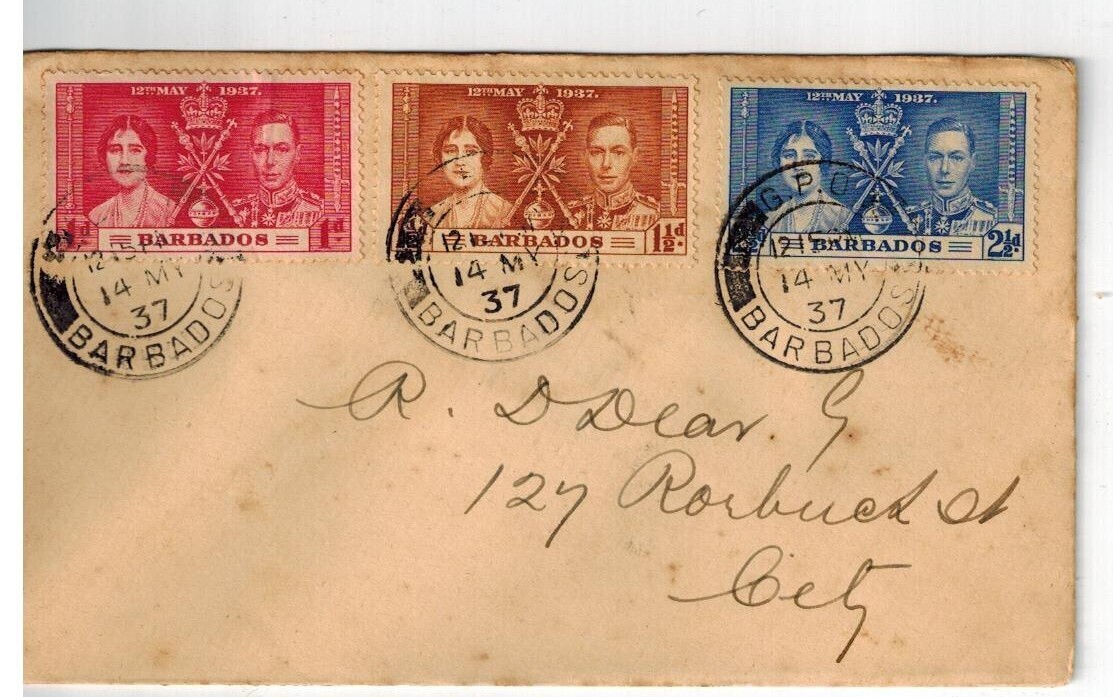 12TH MAY 1937.
BARBADOS
1d.
12TH MAY 1937.
BARBADOS
1½d.
12TH MAY 1937.
BARBADOS
2½d.
14 MY
37
BARBADOS
14 MY
37
BARBADOS
G.P.O.
14 MY
37
BARBADOS
R. D Dear
127 Roebuck St
City